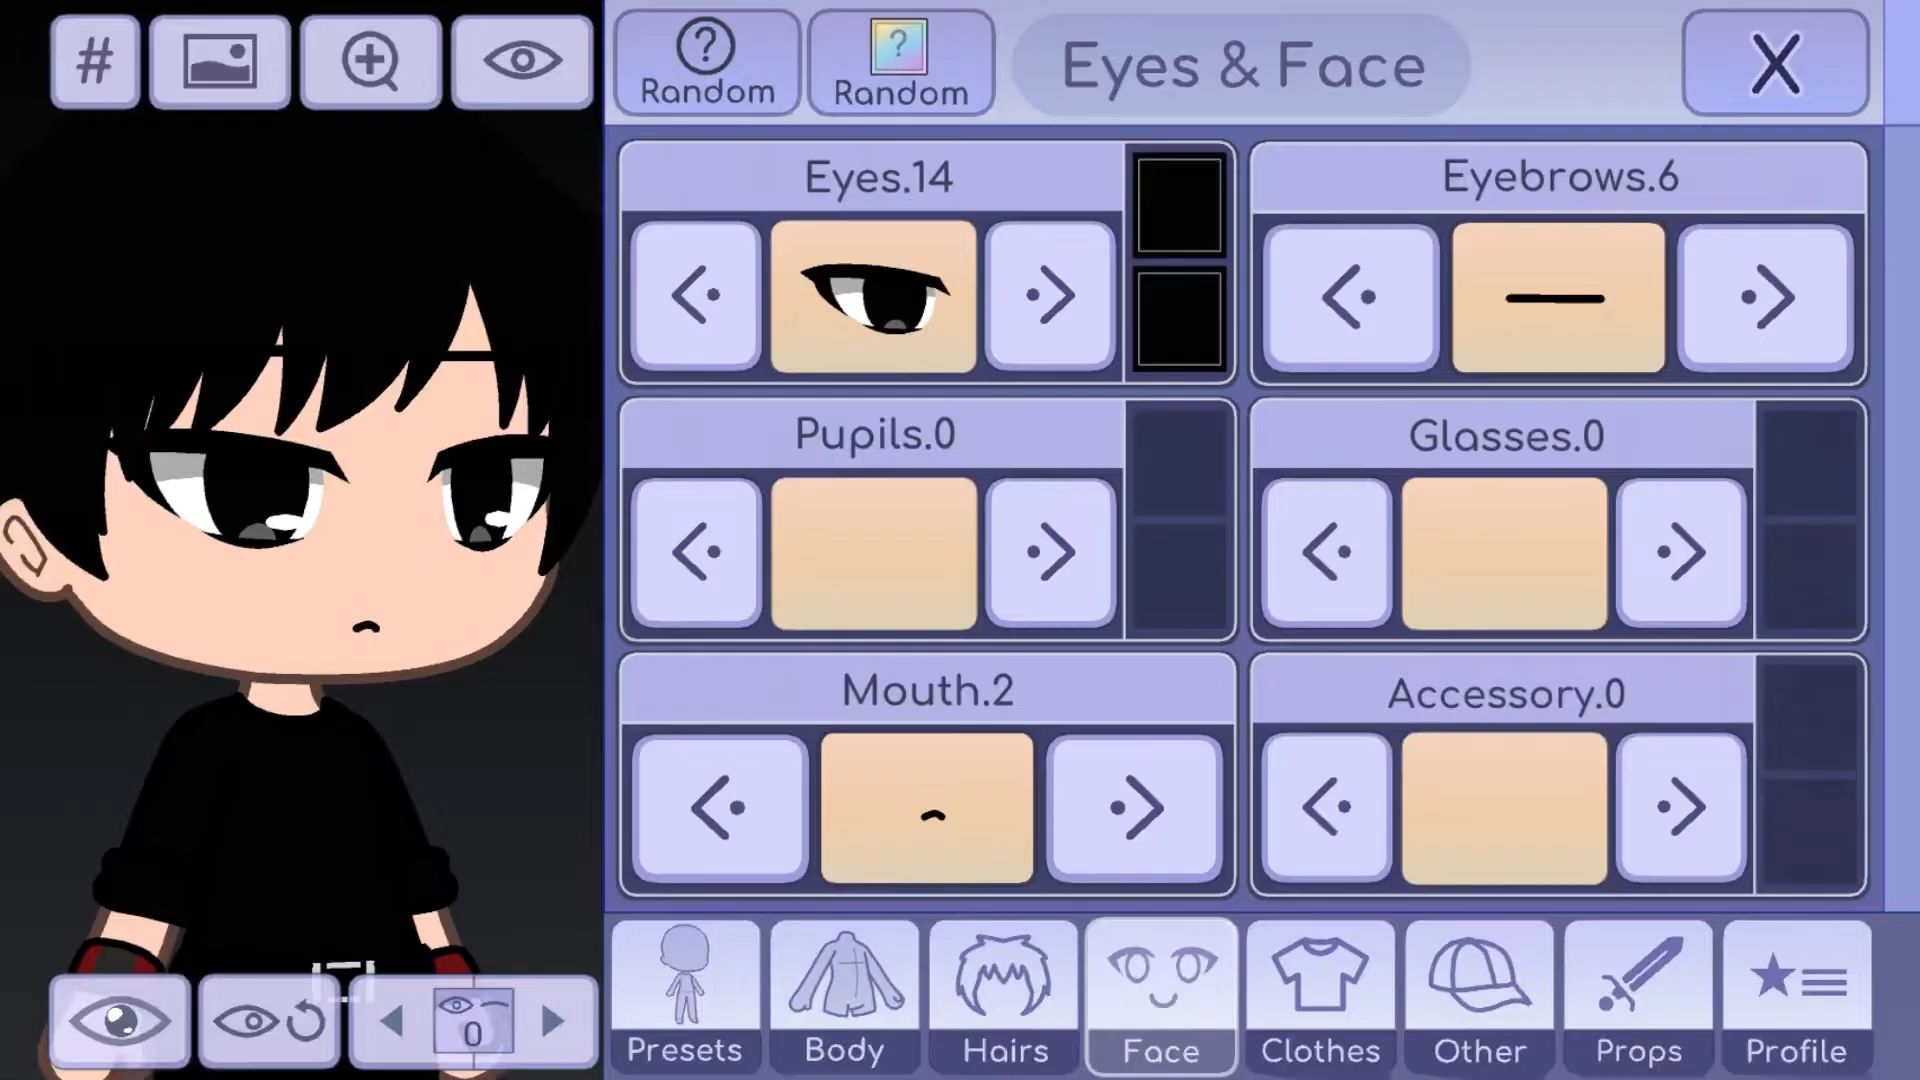 #
? Random
? Random
Eyes & Face
X
Eyes.14
Eyebrows.6
Pupils.0
Glasses.0
Mouth.2
Accessory.0
0
Presets
Body
Hairs
Face
Clothes
Other
Props
Profile